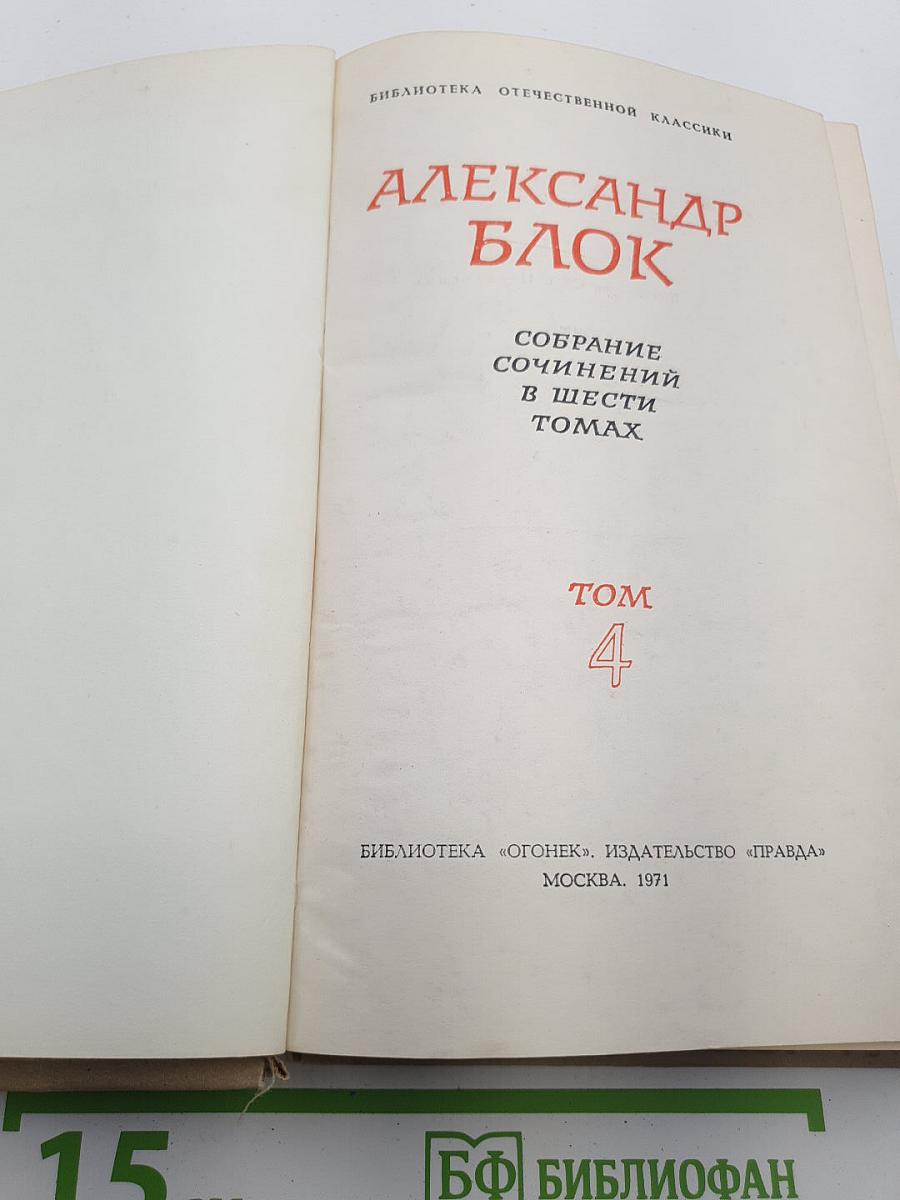 БИБЛИОТЕКА ОТЕЧЕСТВЕННОЙ КЛАССИКИ
АЛЕКСАНДР
БЛОК
СОБРАНИЕ
СОЧИНЕНИЙ
В ШЕСТИ
ТОМАХ
ТОМ
4
БИБЛИОТЕКА «ОГОНЕК». ИЗДАТЕЛЬСТВО «ПРАВДА»
МОСКВА. 1971
15
БФ БИБЛИОФАН